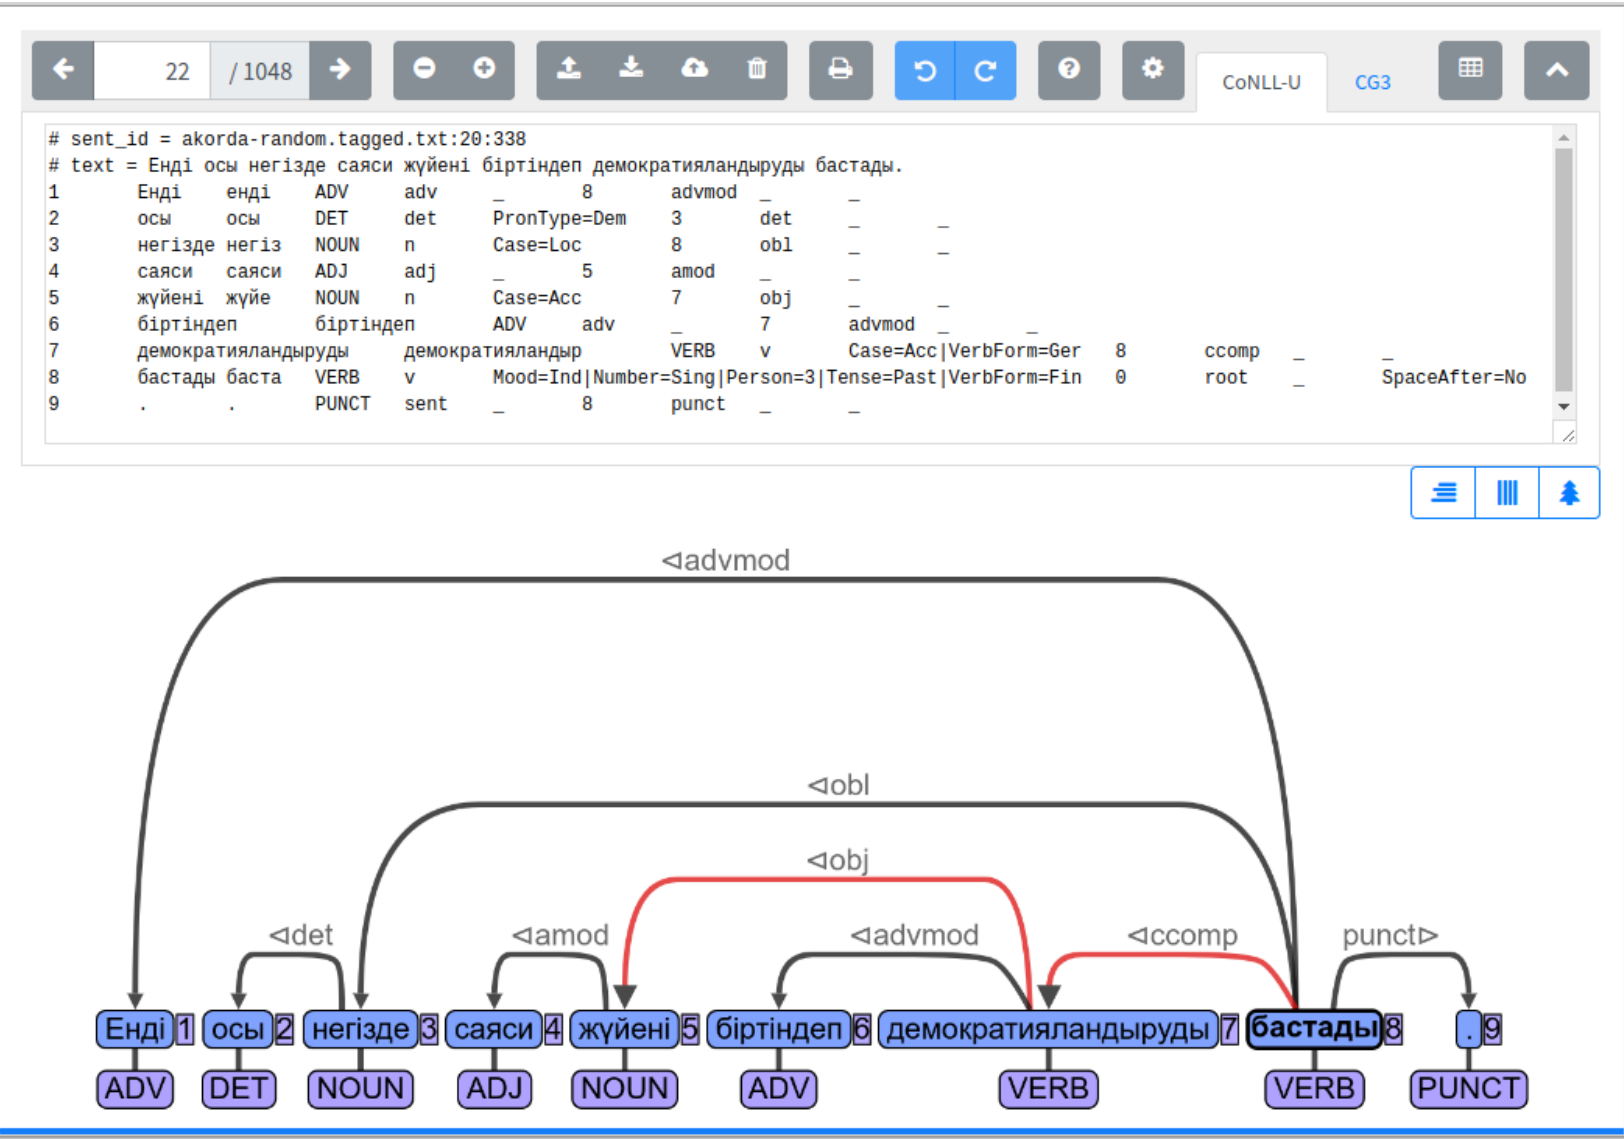 22 / 1048 CoNLL-U CG3
# sent_id = akorda-random.tagged.txt:20:338
# text = Енді осы негізде саяси жүйені біртіндеп демократияландыруды бастады.
1 Енді енді ADV adv _ 8 advmod _ _
2 осы осы DET det PronType=Dem 3 det _ _
3 негізде негіз NOUN n Case=Loc 8 obl _ _
4 саяси саяси ADJ adj _ 5 amod _ _
5 жүйені жүйе NOUN n Case=Acc 7 obj _ _
6 біртіндеп біртіндеп ADV adv _ 7 advmod _ _
7 демократияландыруды демократияландыр VERB v Case=Acc|VerbForm=Ger 8 ccomp _ _
8 бастады баста VERB v Mood=Ind|Number=Sing|Person=3|Tense=Past|VerbForm=Fin 0 root _ SpaceAfter=No
9 . . PUNCT sent _ 8 punct _ _
⊲advmod
⊲obl
⊲obj
⊲det ⊲amod ⊲advmod ⊲ccomp punct⊳
Енді 1 осы 2 негізде 3 саяси 4 жүйені 5 біртіндеп 6 демократияландыруды 7 бастады 8 . 9
ADV DET NOUN ADJ NOUN ADV VERB VERB PUNCT